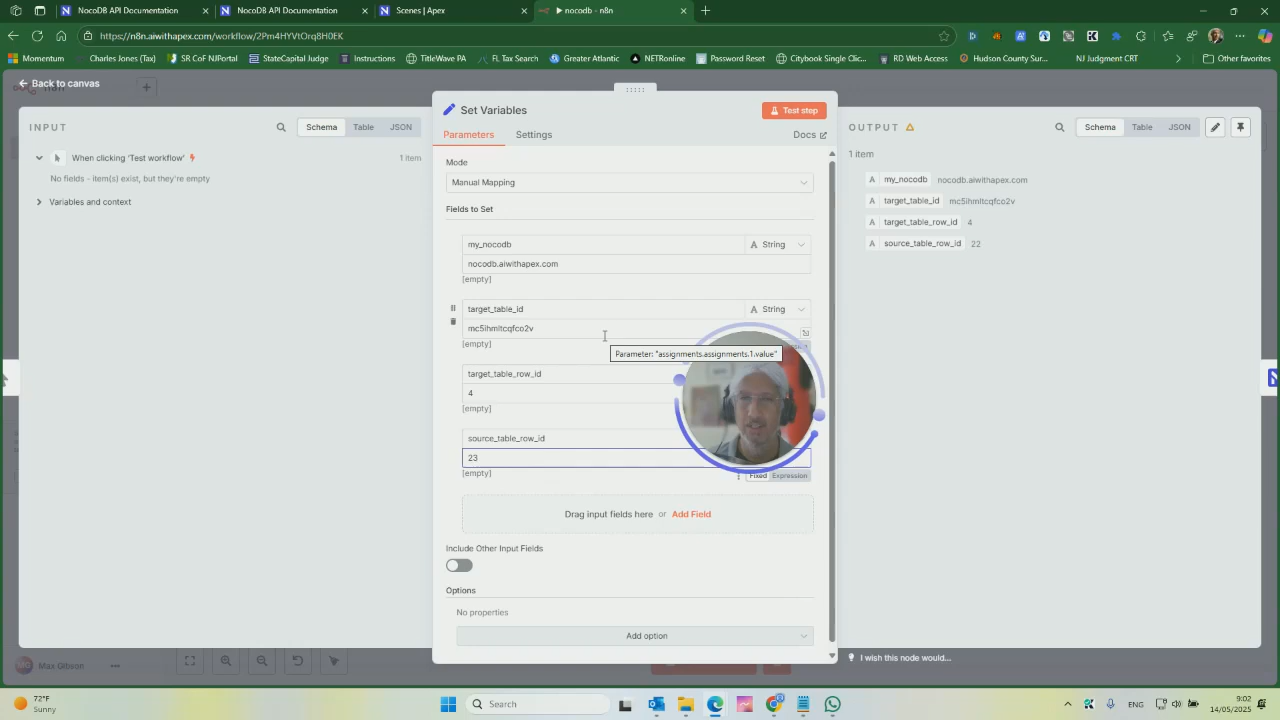 NocoDB API Documentation
NocoDB API Documentation
Scenes | Apex
nocodb - n8n
https://n8n.aiwithapex.com/workflow/2Pm4HYVtOrq8H0EK
Momentum
Charles Jones (Tax)
SR CoF NJPortal
StateCapital Judge
Instructions
TitleWave PA
FL Tax Search
Greater Atlantic
NETRonline
Password Reset
Citybook Single Clic...
RD Web Access
Hudson County Sur...
NJ Judgment CRT
Other favorites
Back to canvas
INPUT
Schema
Table
JSON
When clicking 'Test workflow'
1 item
No fields - item(s) exist, but they're empty
Variables and context
Set Variables
Test step
Parameters
Settings
Docs
Mode
Manual Mapping
Fields to Set
my_nocodb
String
nocodb.aiwithapex.com
[empty]
target_table_id
String
mc5ihmltcqfco2v
[empty]
Parameter: "assignments.assignments.1.value"
target_table_row_id
4
[empty]
source_table_row_id
23
[empty]
Fixed
Expression
Drag input fields here or Add Field
Include Other Input Fields
Options
No properties
Add option
OUTPUT
Schema
Table
JSON
1 item
my_nocodb nocodb.aiwithapex.com
target_table_id mc5ihmltcqfco2v
target_table_row_id 4
source_table_row_id 22
I wish this node would...
Max Gibson
72°F
Sunny
Search
ENG
9:02
14/05/2025